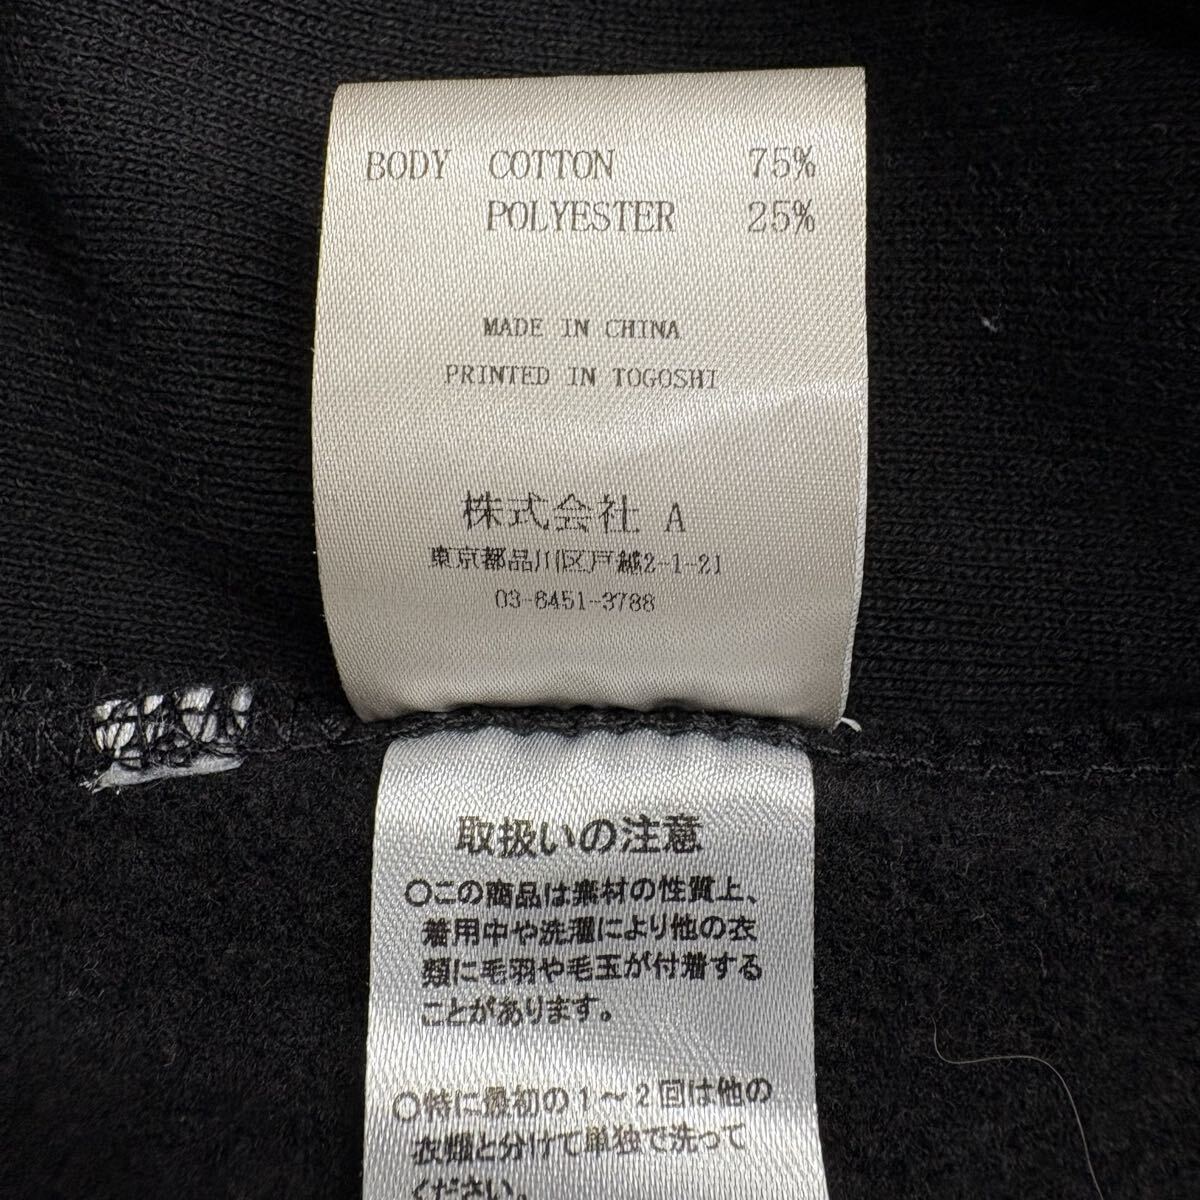 BODY COTTON 75%
POLYESTER 25%
MADE IN CHINA
PRINTED IN TOGOSHI
株式会社 A
東京都品川区戸越2-1-21
03-6451-3788
取扱いの注意
○この商品は素材の性質上、
着用中や洗濯により他の衣
類に毛羽や毛玉が付着する
ことがあります。
○特に最初の1～2回は他の
衣類と分けて単独で洗って
ください。